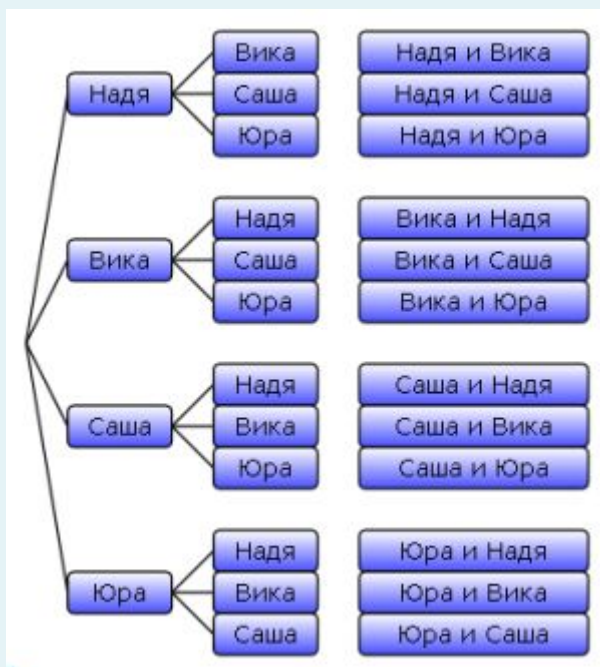 Вика Надя и Вика
Надя Саша Надя и Саша
Юра Надя и Юра
Надя Вика и Надя
Вика Саша Вика и Саша
Юра Вика и Юра
Надя Саша и Надя
Саша Вика Саша и Вика
Юра Саша и Юра
Надя Юра и Надя
Юра Вика Юра и Вика
Саша Юра и Саша